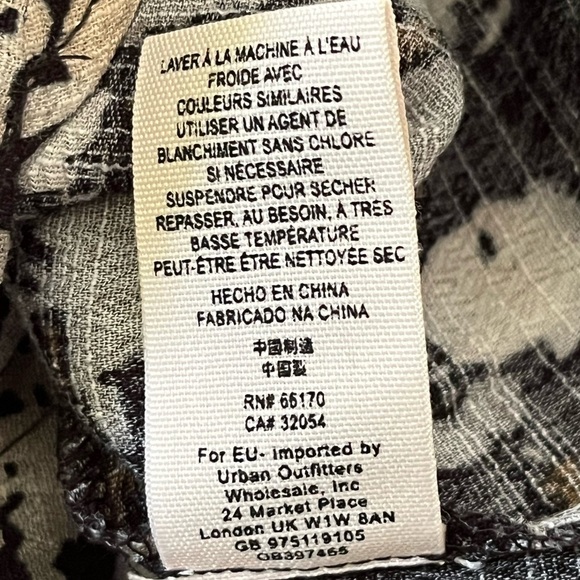 LAVER À LA MACHINE À L'EAU
FROIDE AVEC
COULEURS SIMILAIRES
UTILISER UN AGENT DE
BLANCHIMENT SANS CHLORE
SI NÉCESSAIRE
SUSPENDRE POUR SÉCHER
REPASSER, AU BESOIN, À TRÈS
BASSE TEMPÉRATURE
PEUT-ÊTRE ÊTRE NETTOYÉE SEC
HECHO EN CHINA
FABRICADO NA CHINA
中國制造
中国製
RN# 66170
CA# 32054
For EU- Imported by
Urban Outfitters
Wholesale, Inc
24 Market Place
London UK W1W 8AN
GB 975119105
OB397465